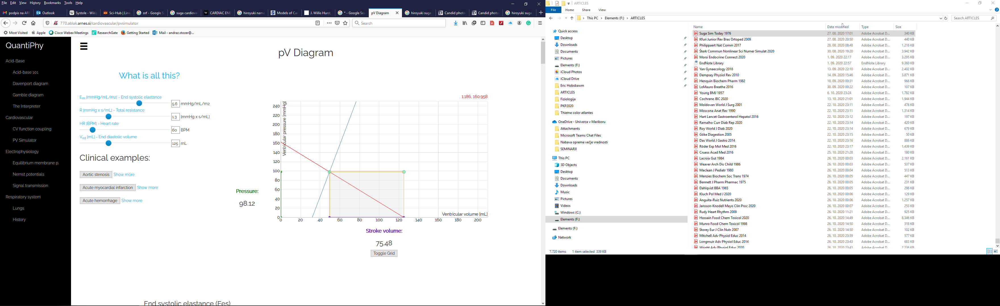 File Edit View History Bookmarks Tools Help
podpis na ARR
Outlook
Systole - Wiki
Sci-Hub | Line
orf - Google S
suga cardiova
CARDIAC ENE
hiroyuki name
Models of Car
J. Willis Hurst,
* - Google Sea
pV Diagram
hiroyuki suga
Candid photo
Candid photo
hiroyuki suga
770.ablak.arnes.si/cardiovascular/pvsimulator
Search
Most Visited Apple Cisco Webex Meetings ResearchGate Getting Started Mail - andraz.stozer@...
QuantiPhy
Acid-Base
Acid-base 101
Davenport diagram
Gamble diagram
The Interpreter
Cardiovascular
CV function coupling
PV Simulator
Electrophysiology
Equilibrium membrane p.
Nernst potentials
Signal transmission
Respiratory system
Lungs
History
pV Diagram
What is all this?
Ees [mmHg/mL/m2] - End systolic elastance
5.6 mmHg/mL/m2
R [mmHg x s/mL] - Total resistance
1.3 [mmHg x s/mL]
HR [BPM] - Heart rate
60 BPM
Ved [mL] - End diastolic volume
125 mL
Clinical examples:
Aortic stenosis Show more
Acute myocardial infarction Show more
Acute hemorrhage Show more
Pressure:
98.12
1.186, 160.958
Ventricular pressure [mmHg]
240
220
200
180
160
140
120
100
80
60
40
20
0
Ventricular volume [mL]
0 20 40 60 80 100 120 140 160 180 200
Stroke volume:
75.48
Toggle Grid
End systolic elastance (Ees)
ARTICLES
File Home Share View
This PC > Elements (F:) > ARTICLES
Search ARTICLES
Quick access
Desktop
Downloads
Documents
Pictures
Elements (F:)
iCloud Photos
iCloud Drive
Eric Hobsbawm
ARTICLES
Fiziologija
PKP2020
Thieme color atlantes
OneDrive - Univerza v Mariboru
Attachments
Microsoft Teams Chat Files
Nabava opreme večje vrednosti
SEMINARJI
This PC
3D Objects
Desktop
Documents
Downloads
Music
Pictures
Videos
Windows (C:)
Elements (F:)
Elements (F:)
Network
Name Date modified Type Size
Suga Sim Today 1976 27. 08. 2020 17:01 Adobe Acrobat D... 340 KB
Kfuri Junior Rev Bras Ortoped 2009 27. 08. 2020 20:50 Adobe Acrobat D... 440 KB
Philippaert Nat Comm 2017 28. 08. 2020 08:48 Adobe Acrobat D... 1.216 KB
Šterk Commun Nonlinear Sci Numer Simulat 2020 30. 08. 2020 19:20 Adobe Acrobat D... 3.942 KB
Morsi Endocrine Connect 2020 1. 09. 2020 22:17 Adobe Acrobat D... 3.295 KB
EndNote Library 1. 09. 2020 22:57 EndNote Library 9.360 KB
Yan Gynaecology 2018 13. 09. 2020 22:10 Adobe Acrobat D... 2.402 KB
Dempsey Physiol Rev 2010 14. 09. 2020 15:46 Adobe Acrobat D... 3.871 KB
Henquin Biochem Pharm 1982 18. 09. 2020 00:31 Adobe Acrobat D... 966 KB
LoMauro Breathe 2016 30. 09. 2020 00:22 Adobe Acrobat D... 107 KB
Young BMJ 1957 6. 10. 2020 23:24 Adobe Acrobat D... 1.782 KB
Cochrane JBC 2020 13. 10. 2020 21:01 Adobe Acrobat D... 1.944 KB
Moldovan World J Surg 2001 22. 10. 2020 23:11 Adobe Acrobat D... 476 KB
Moscona Anat Rec 1990 22. 10. 2020 23:11 Adobe Acrobat D... 1.314 KB
Hart Lancet Gastroenterol Hepatol 2016 22. 10. 2020 23:12 Adobe Acrobat D... 197 KB
Ramalho Curr Diab Rep 2020 22. 10. 2020 23:14 Adobe Acrobat D... 420 KB
Roy World J Diab 2020 22. 10. 2020 23:14 Adobe Acrobat D... 679 KB
Göke Diagestion 2005 22. 10. 2020 23:15 Adobe Acrobat D... 50 KB
Das World J Gastro 2014 22. 10. 2020 23:16 Adobe Acrobat D... 886 KB
Röder Exp Mol Med 2016 22. 10. 2020 23:17 Adobe Acrobat D... 1.439 KB
Cruess Acad Med 2016 25. 10. 2020 21:28 Adobe Acrobat D... 180 KB
Lacroix Gut 1984 26. 10. 2020 00:03 Adobe Acrobat D... 2.161 KB
Weaver Arch Dis Child 1986 26. 10. 2020 00:03 Adobe Acrobat D... 537 KB
Maclean J Pediatr 1980 26. 10. 2020 00:04 Adobe Acrobat D... 513 KB
Menzies Biochem Soc Trans 1974 26. 10. 2020 00:05 Adobe Acrobat D... 447 KB
Bennett J Pharm Pharmac 1975 26. 10. 2020 00:05 Adobe Acrobat D... 231 KB
Dahlqvist BBA 1965 26. 10. 2020 00:05 Adobe Acrobat D... 296 KB
Kluch Pol Med J 2020 26. 10. 2020 00:06 Adobe Acrobat D... 129 KB
Anguita-Ruiz Nutrients 2020 26. 10. 2020 00:06 Adobe Acrobat D... 1.257 KB
Jansson-Knodell Mayo Clin Proc 2020 26. 10. 2020 00:07 Adobe Acrobat D... 253 KB
Rudy Heart Rhythm 2009 26. 10. 2020 11:21 Adobe Acrobat D... 925 KB
Hossain Food Chem Toxicol 2020 26. 10. 2020 14:49 Adobe Acrobat D... 8.346 KB
Munro Food Chem Toxicol 1998 26. 10. 2020 14:50 Adobe Acrobat D... 318 KB
Storey Eur J Clin Nutr 2007 26. 10. 2020 14:50 Adobe Acrobat D... 102 KB
Mitchell Adv Physiol Educ 2014 26. 10. 2020 23:39 Adobe Acrobat D... 577 KB
Longmuir Adv Physiol Educ 2014 26. 10. 2020 23:43 Adobe Acrobat D... 683 KB
Wright Adv Physiol Educ 2020 26. 10. 2020 23:43 Adobe Acrobat D... 2.236 KB
7.720 items 1 item selected 339 KB